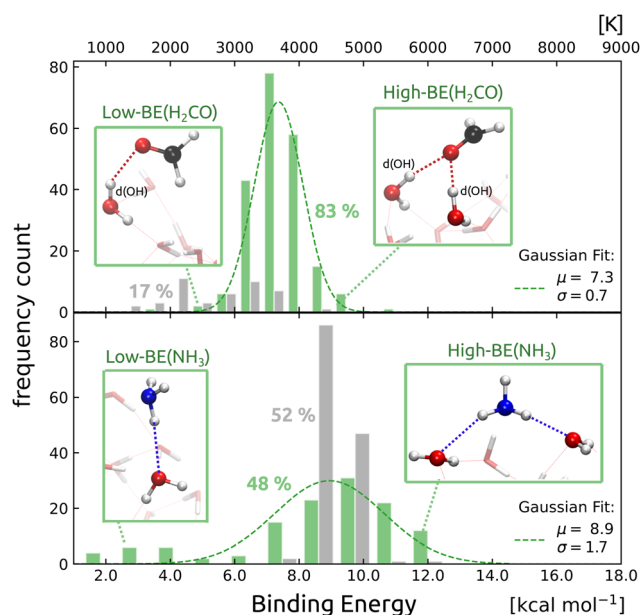 [K]
1000 2000 3000 4000 5000 6000 7000 8000 9000
Low-BE(H₂CO)
High-BE(H₂CO)
d(OH)
d(OH)
d(OH)
83 %
17 %
Gaussian Fit:
μ = 7.3
σ = 0.7
80
60
40
20
0
frequency count
Low-BE(NH₃)
High-BE(NH₃)
52 %
48 %
Gaussian Fit:
μ = 8.9
σ = 1.7
80
60
40
20
0
2.0 4.0 6.0 8.0 10.0 12.0 14.0 16.0 18.0
Binding Energy [kcal mol⁻¹]